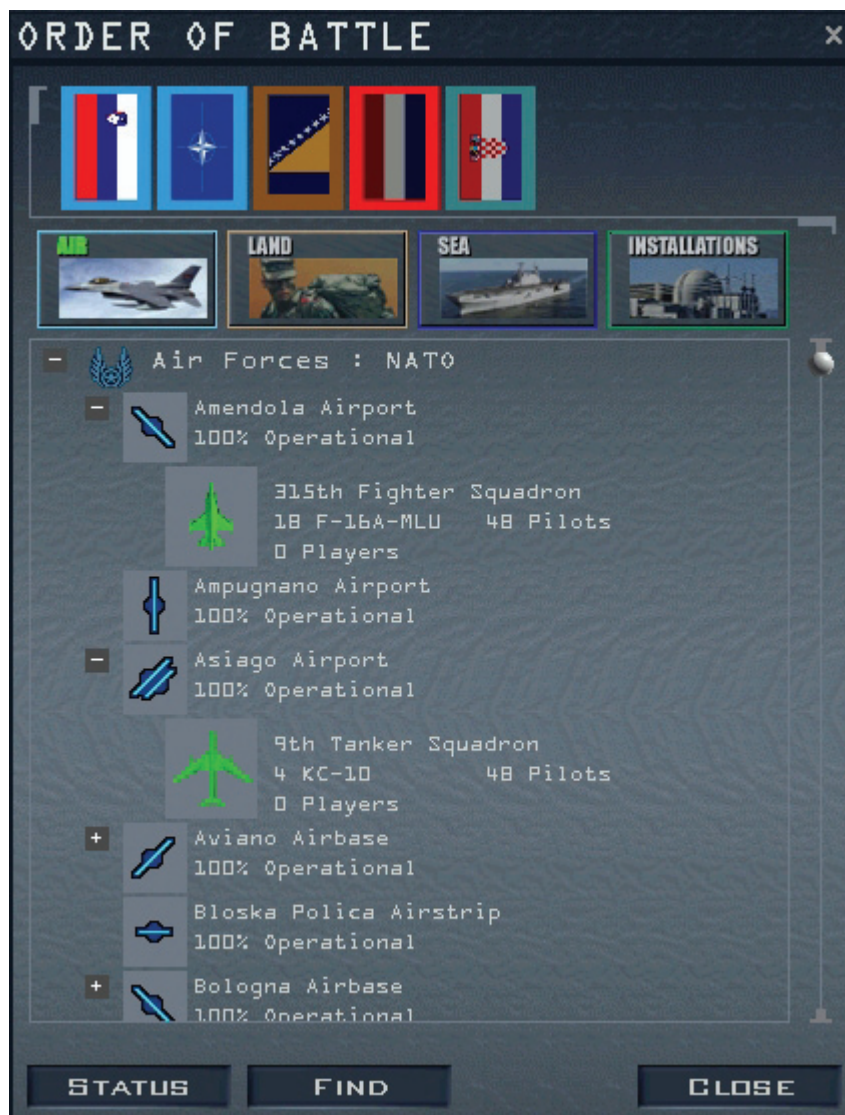 ORDER OF BATTLE
AIR
LAND
SEA
INSTALLATIONS
Air Forces : NATO
Amendola Airport
100% Operational
315th Fighter Squadron
18 F-16A-MLU 48 Pilots
0 Players
Ampugnano Airport
100% Operational
Asiago Airport
100% Operational
9th Tanker Squadron
4 KC-10 48 Pilots
0 Players
Aviano Airbase
100% Operational
Bloska Polica Airstrip
100% Operational
Bologna Airbase
100% Operational
STATUS
FIND
CLOSE